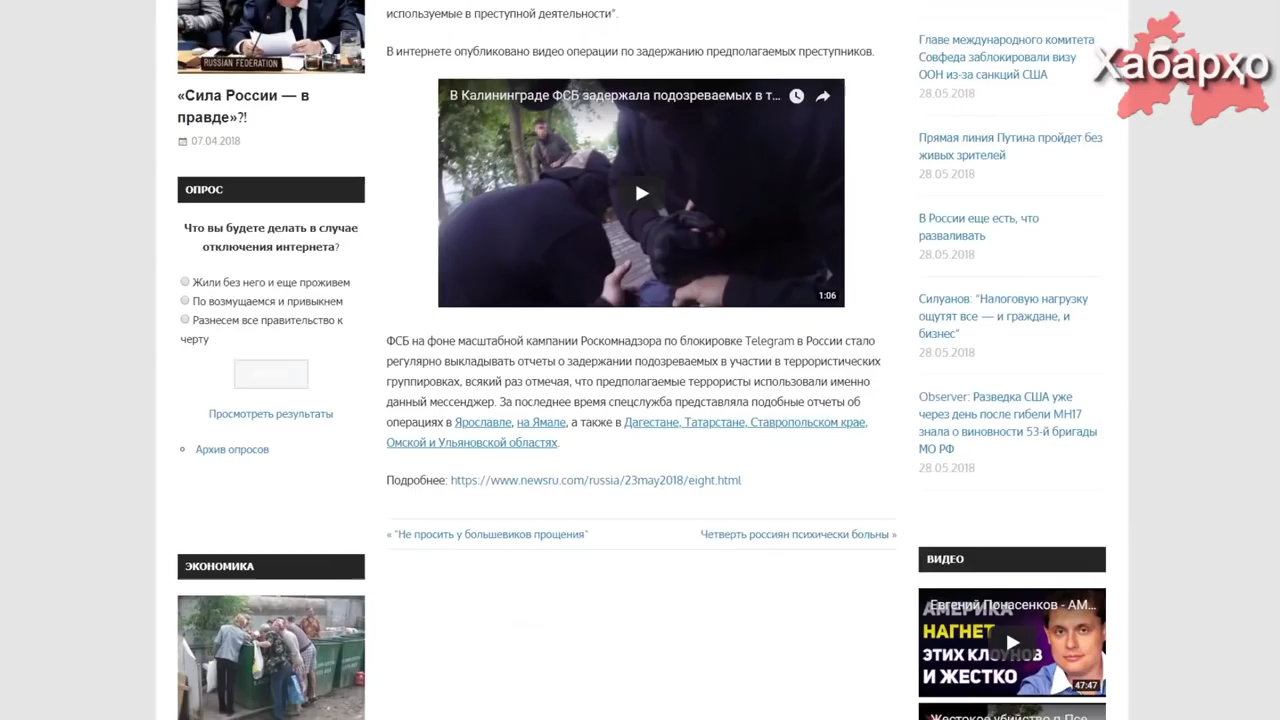 RUSSIAN FEDERATION
«Сила России — в
правде»?!
07.04.2018
ОПРОС
Что вы будете делать в случае
отключения интернета?
Жили без него и еще проживем
По возмущаемся и привыкнем
Разнесем все правительство к
черту
Просмотреть результаты
Архив опросов
ЭКОНОМИКА
используемые в преступной деятельности".
В интернете опубликовано видео операции по задержанию предполагаемых преступников.
В Калининграде ФСБ задержала подозреваемых в т...
1:06
ФСБ на фоне масштабной кампании Роскомнадзора по блокировке Telegram в России стало
регулярно выкладывать отчеты о задержании подозреваемых в участии в террористических
группировках, всякий раз отмечая, что предполагаемые террористы использовали именно
данный мессенджер. За последнее время спецслужба представляла подобные отчеты об
операциях в Ярославле, на Ямале, а также в Дагестане, Татарстане, Ставропольском крае,
Омской и Ульяновской областях.
Подробнее: https://www.newsru.com/russia/23may2018/eight.html
« "Не просить у большевиков прощения"
Четверть россиян психически больны »
Хабарҳо
Главе международного комитета
Совфеда заблокировали визу
ООН из-за санкций США
28.05.2018
Прямая линия Путина пройдет без
живых зрителей
28.05.2018
В России еще есть, что
разваливать
28.05.2018
Силуанов: "Налоговую нагрузку
ощутят все — и граждане, и
бизнес"
28.05.2018
Observer: Разведка США уже
через день после гибели MH17
знала о виновности 53-й бригады
МО РФ
28.05.2018
ВИДЕО
Евгений Понасенков - АМ...
АМЕРИКА
НАГНЕТ
ЭТИХ КЛОУНОВ
И ЖЕСТКО
47:47
Жестокое убийство п.Псе...